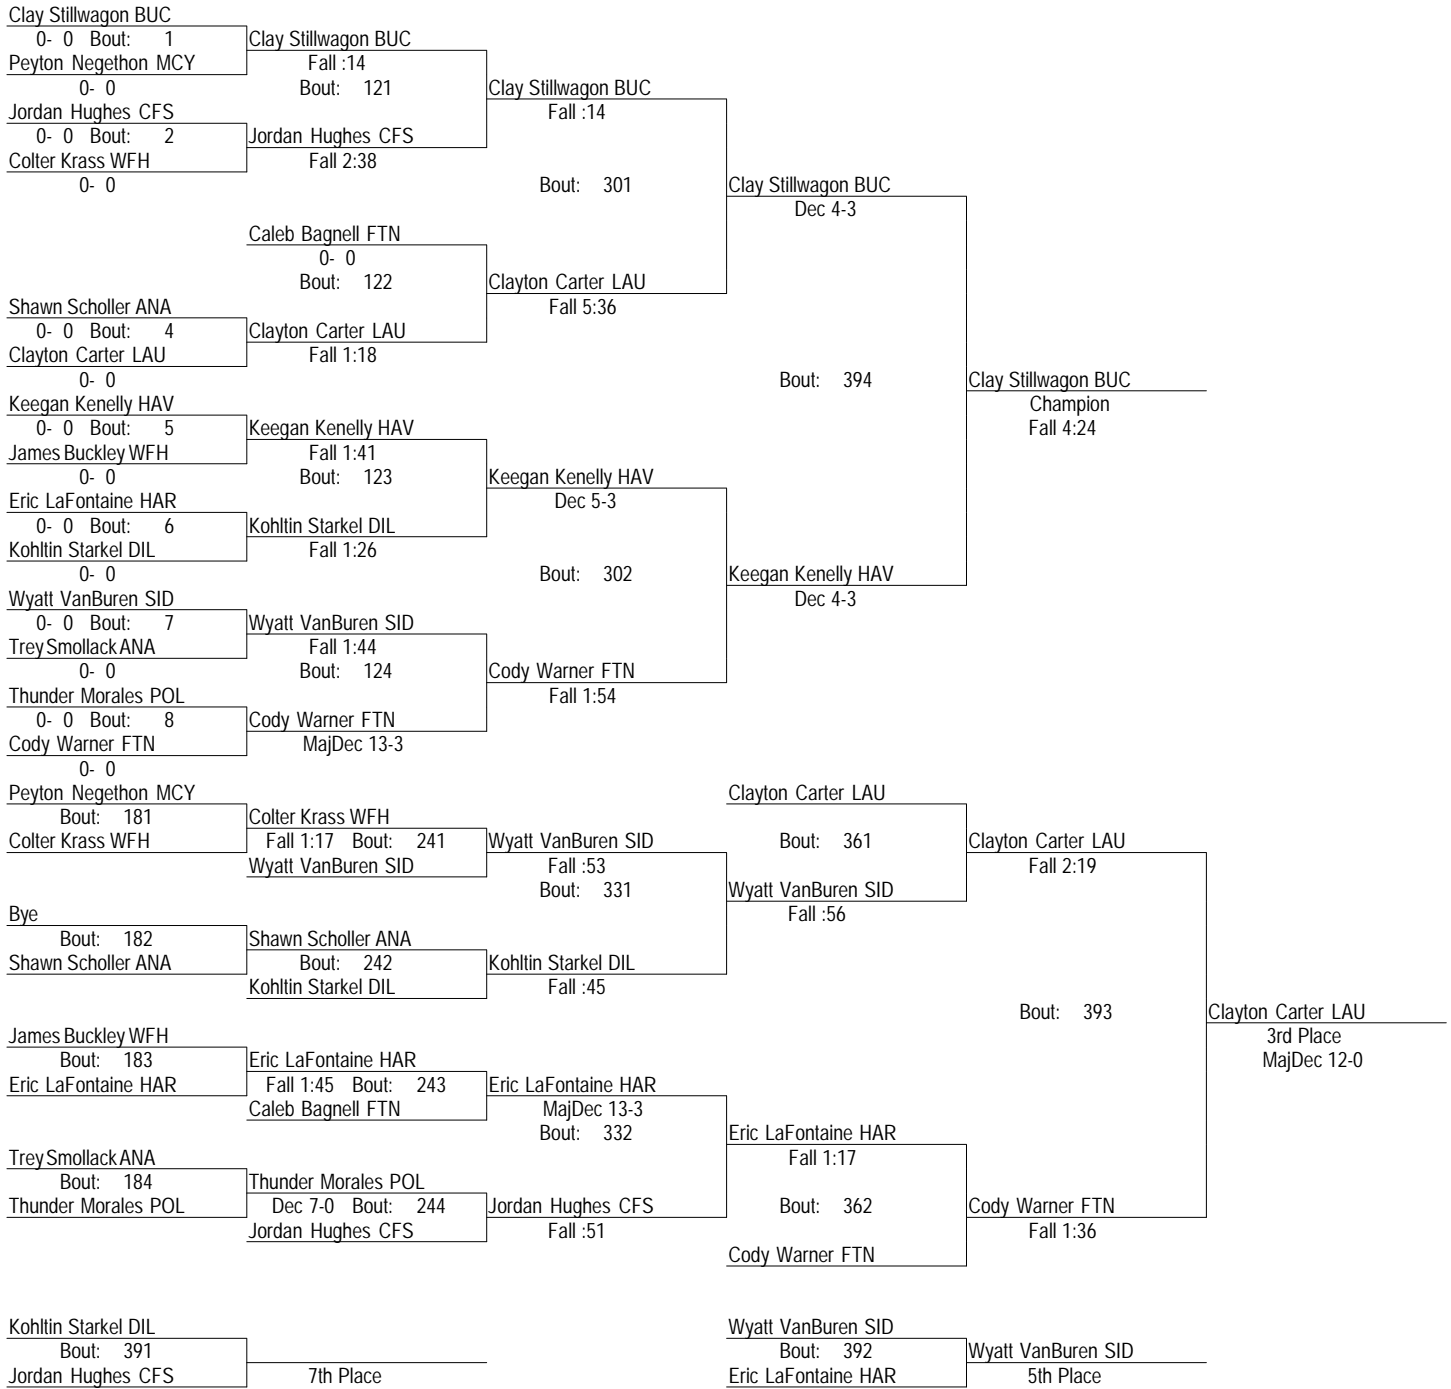 Clay Stillwagon BUC
0- 0 Bout: 1 Clay Stillwagon BUC
Peyton Negethon MCY Fall :14
0- 0 Bout: 121 Clay Stillwagon BUC
Jordan Hughes CFS Fall :14
0- 0 Bout: 2 Jordan Hughes CFS
Colter Krass WFH Fall 2:38
0- 0 Bout: 301 Clay Stillwagon BUC
Dec 4-3
Caleb Bagnell FTN
0- 0
Bout: 122 Clayton Carter LAU
Shawn Scholler ANA Fall 5:36
0- 0 Bout: 4 Clayton Carter LAU
Clayton Carter LAU Fall 1:18
0- 0 Bout: 394 Clay Stillwagon BUC
Keegan Kenelly HAV Champion
0- 0 Bout: 5 Keegan Kenelly HAV Fall 4:24
James Buckley WFH Fall 1:41
0- 0 Bout: 123 Keegan Kenelly HAV
Eric LaFontaine HAR Dec 5-3
0- 0 Bout: 6 Kohltin Starkel DIL
Kohltin Starkel DIL Fall 1:26
0- 0 Bout: 302 Keegan Kenelly HAV
Wyatt VanBuren SID Dec 4-3
0- 0 Bout: 7 Wyatt VanBuren SID
Trey Smollack ANA Fall 1:44
0- 0 Bout: 124 Cody Warner FTN
Thunder Morales POL Fall 1:54
0- 0 Bout: 8 Cody Warner FTN
Cody Warner FTN MajDec 13-3
0- 0
Peyton Negethon MCY Clayton Carter LAU
Bout: 181 Colter Krass WFH
Colter Krass WFH Fall 1:17 Bout: 241 Wyatt VanBuren SID Bout: 361 Clayton Carter LAU
Wyatt VanBuren SID Fall :53 Fall 2:19
Bout: 331 Wyatt VanBuren SID
Bye Fall :56
Bout: 182 Shawn Scholler ANA
Shawn Scholler ANA Bout: 242 Kohltin Starkel DIL
Kohltin Starkel DIL Fall :45
Bout: 393 Clayton Carter LAU
James Buckley WFH 3rd Place
Bout: 183 Eric LaFontaine HAR MajDec 12-0
Eric LaFontaine HAR Fall 1:45 Bout: 243 Eric LaFontaine HAR
Caleb Bagnell FTN MajDec 13-3
Bout: 332 Eric LaFontaine HAR
Trey Smollack ANA Fall 1:17
Bout: 184 Thunder Morales POL
Thunder Morales POL Dec 7-0 Bout: 244 Jordan Hughes CFS Bout: 362 Cody Warner FTN
Jordan Hughes CFS Fall :51 Fall 1:36
Cody Warner FTN
Kohltin Starkel DIL Wyatt VanBuren SID
Bout: 391 Bout: 392 Wyatt VanBuren SID
Jordan Hughes CFS 7th Place Eric LaFontaine HAR 5th Place